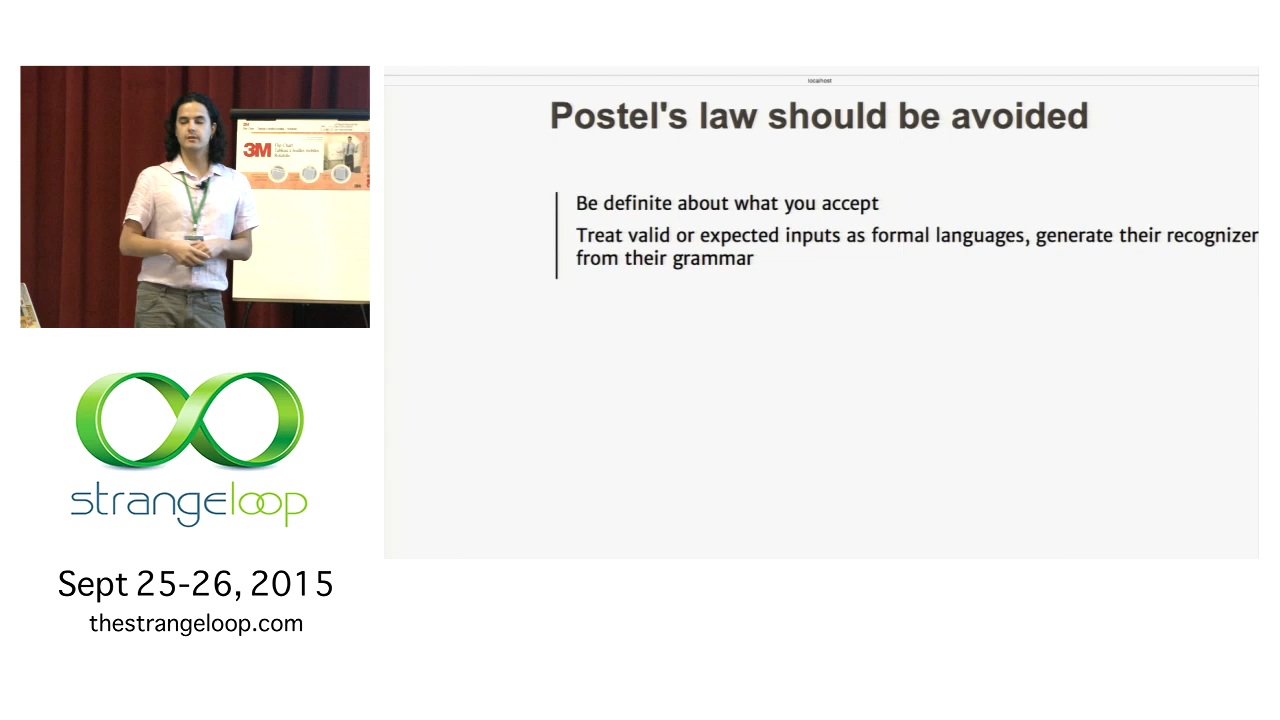 localhost
Postel's law should be avoided
Be definite about what you accept
Treat valid or expected inputs as formal languages, generate their recognizer
from their grammar
3M
strangeloop
Sept 25-26, 2015
thestrangeloop.com